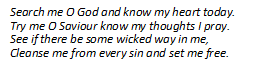 Search me O God and know my heart today.
Try me O Saviour know my thoughts I pray.
See if there be some wicked way in me,
Cleanse me from every sin and set me free.